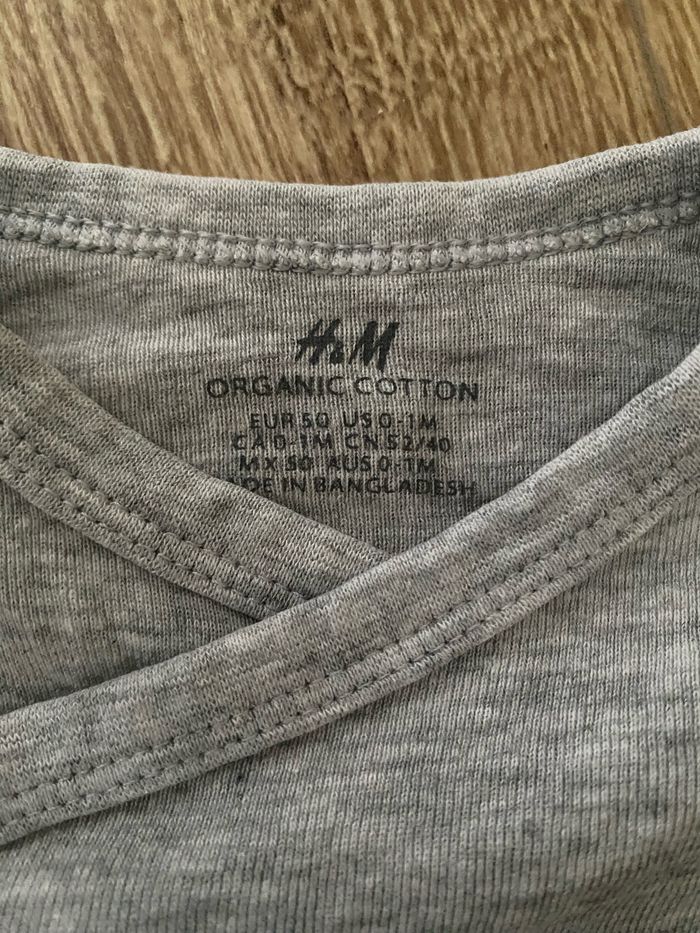 H&M
ORGANIC COTTON
EUR 50 US 0-1M
CA 0-1M CN 52/40
MX 50 AUS 0-1M
DE IN BANGLADESH